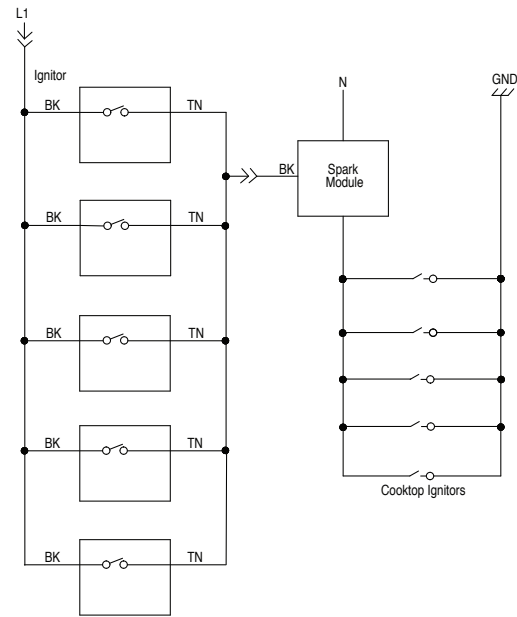 L1
Ignitor
BK TN
BK TN
BK TN
BK TN
BK TN
BK
N
GND
Spark
Module
Cooktop Ignitors